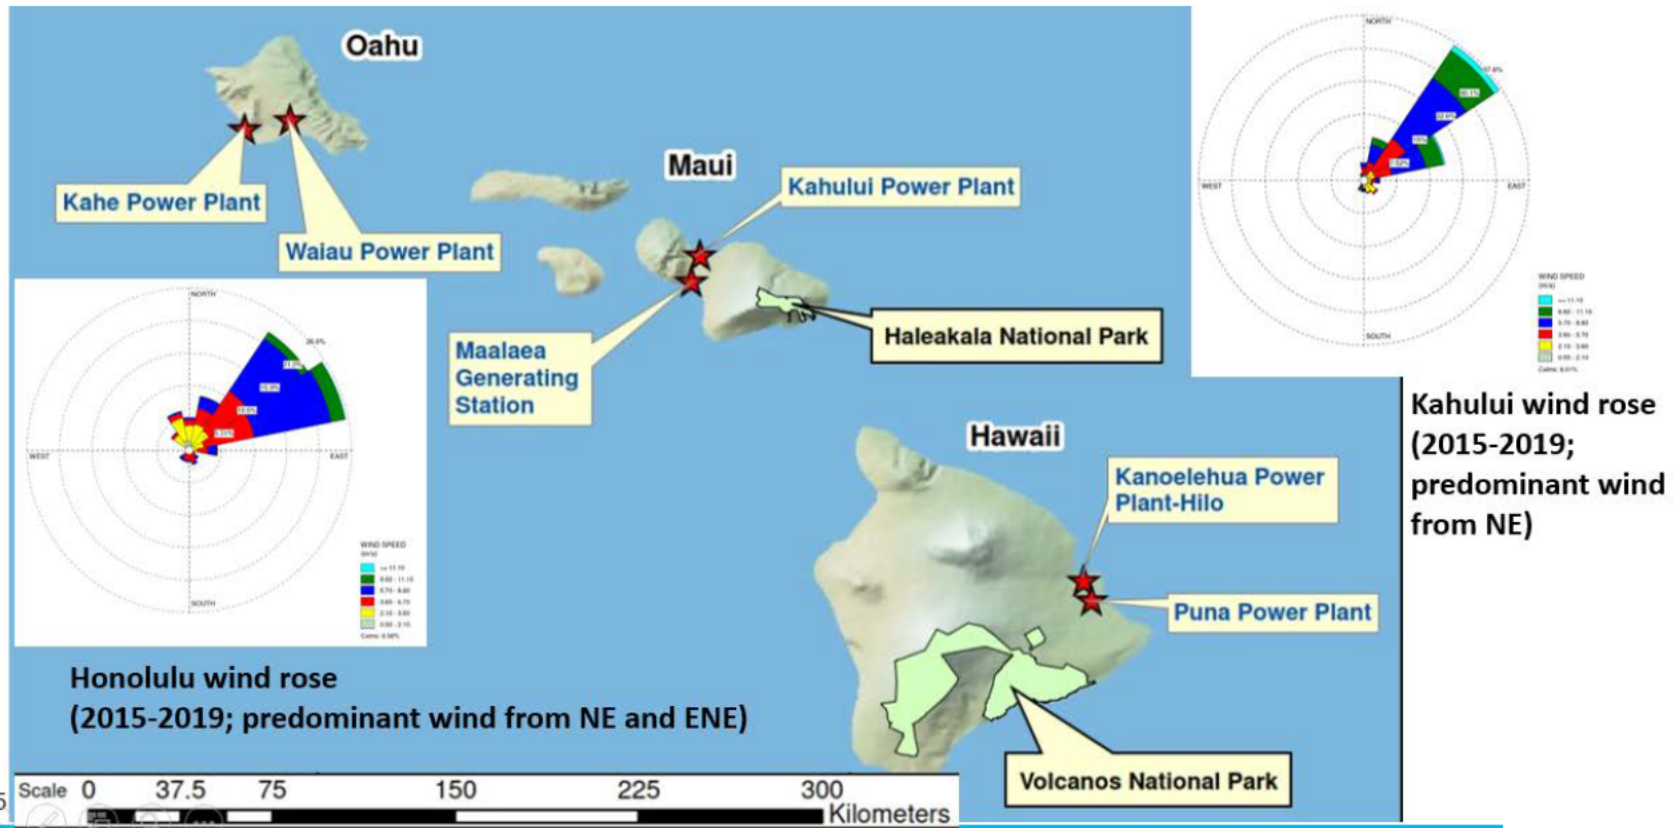 Oahu
Kahe Power Plant
Waiau Power Plant
Maui
Kahului Power Plant
Maalaea
Generating
Station
Haleakala National Park
Hawaii
Kanoelehua Power
Plant-Hilo
Puna Power Plant
Volcanos National Park
NORTH
WEST
EAST
SOUTH
WIND SPEED
(m/s)
Honolulu wind rose
(2015-2019; predominant wind from NE and ENE)
NORTH
WEST
EAST
SOUTH
WIND SPEED
(m/s)
Kahului wind rose
(2015-2019;
predominant wind
from NE)
Scale 0 37.5 75 150 225 300
Kilometers
5